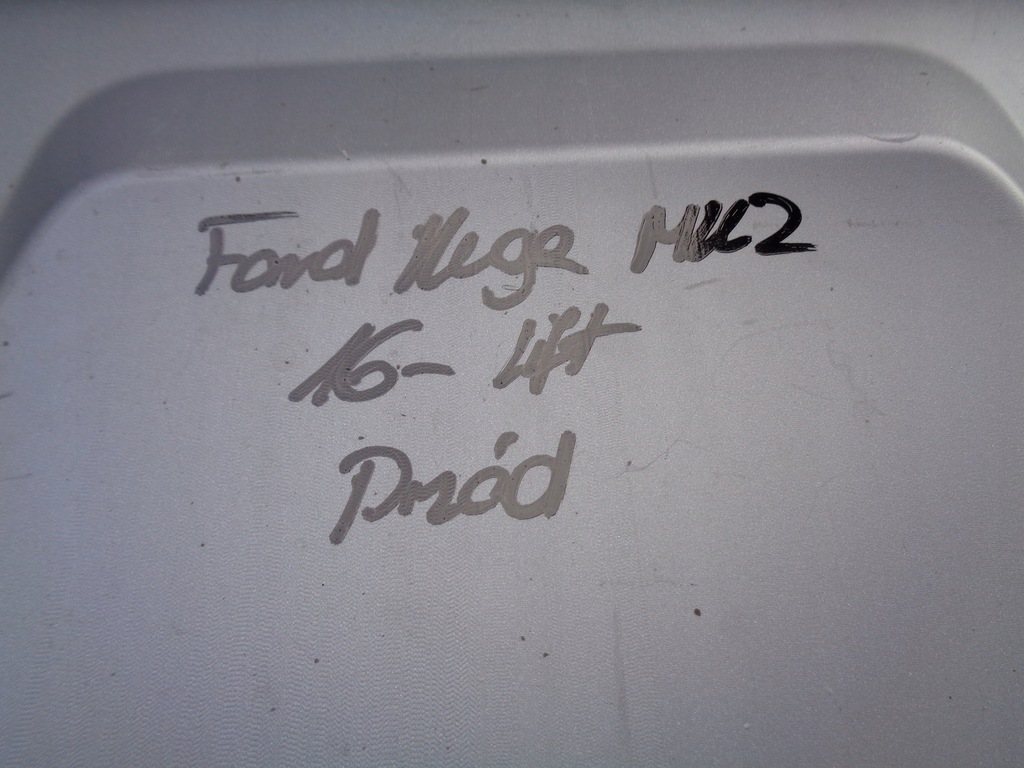 Ford Kuga MK2
16- Lift
Przód